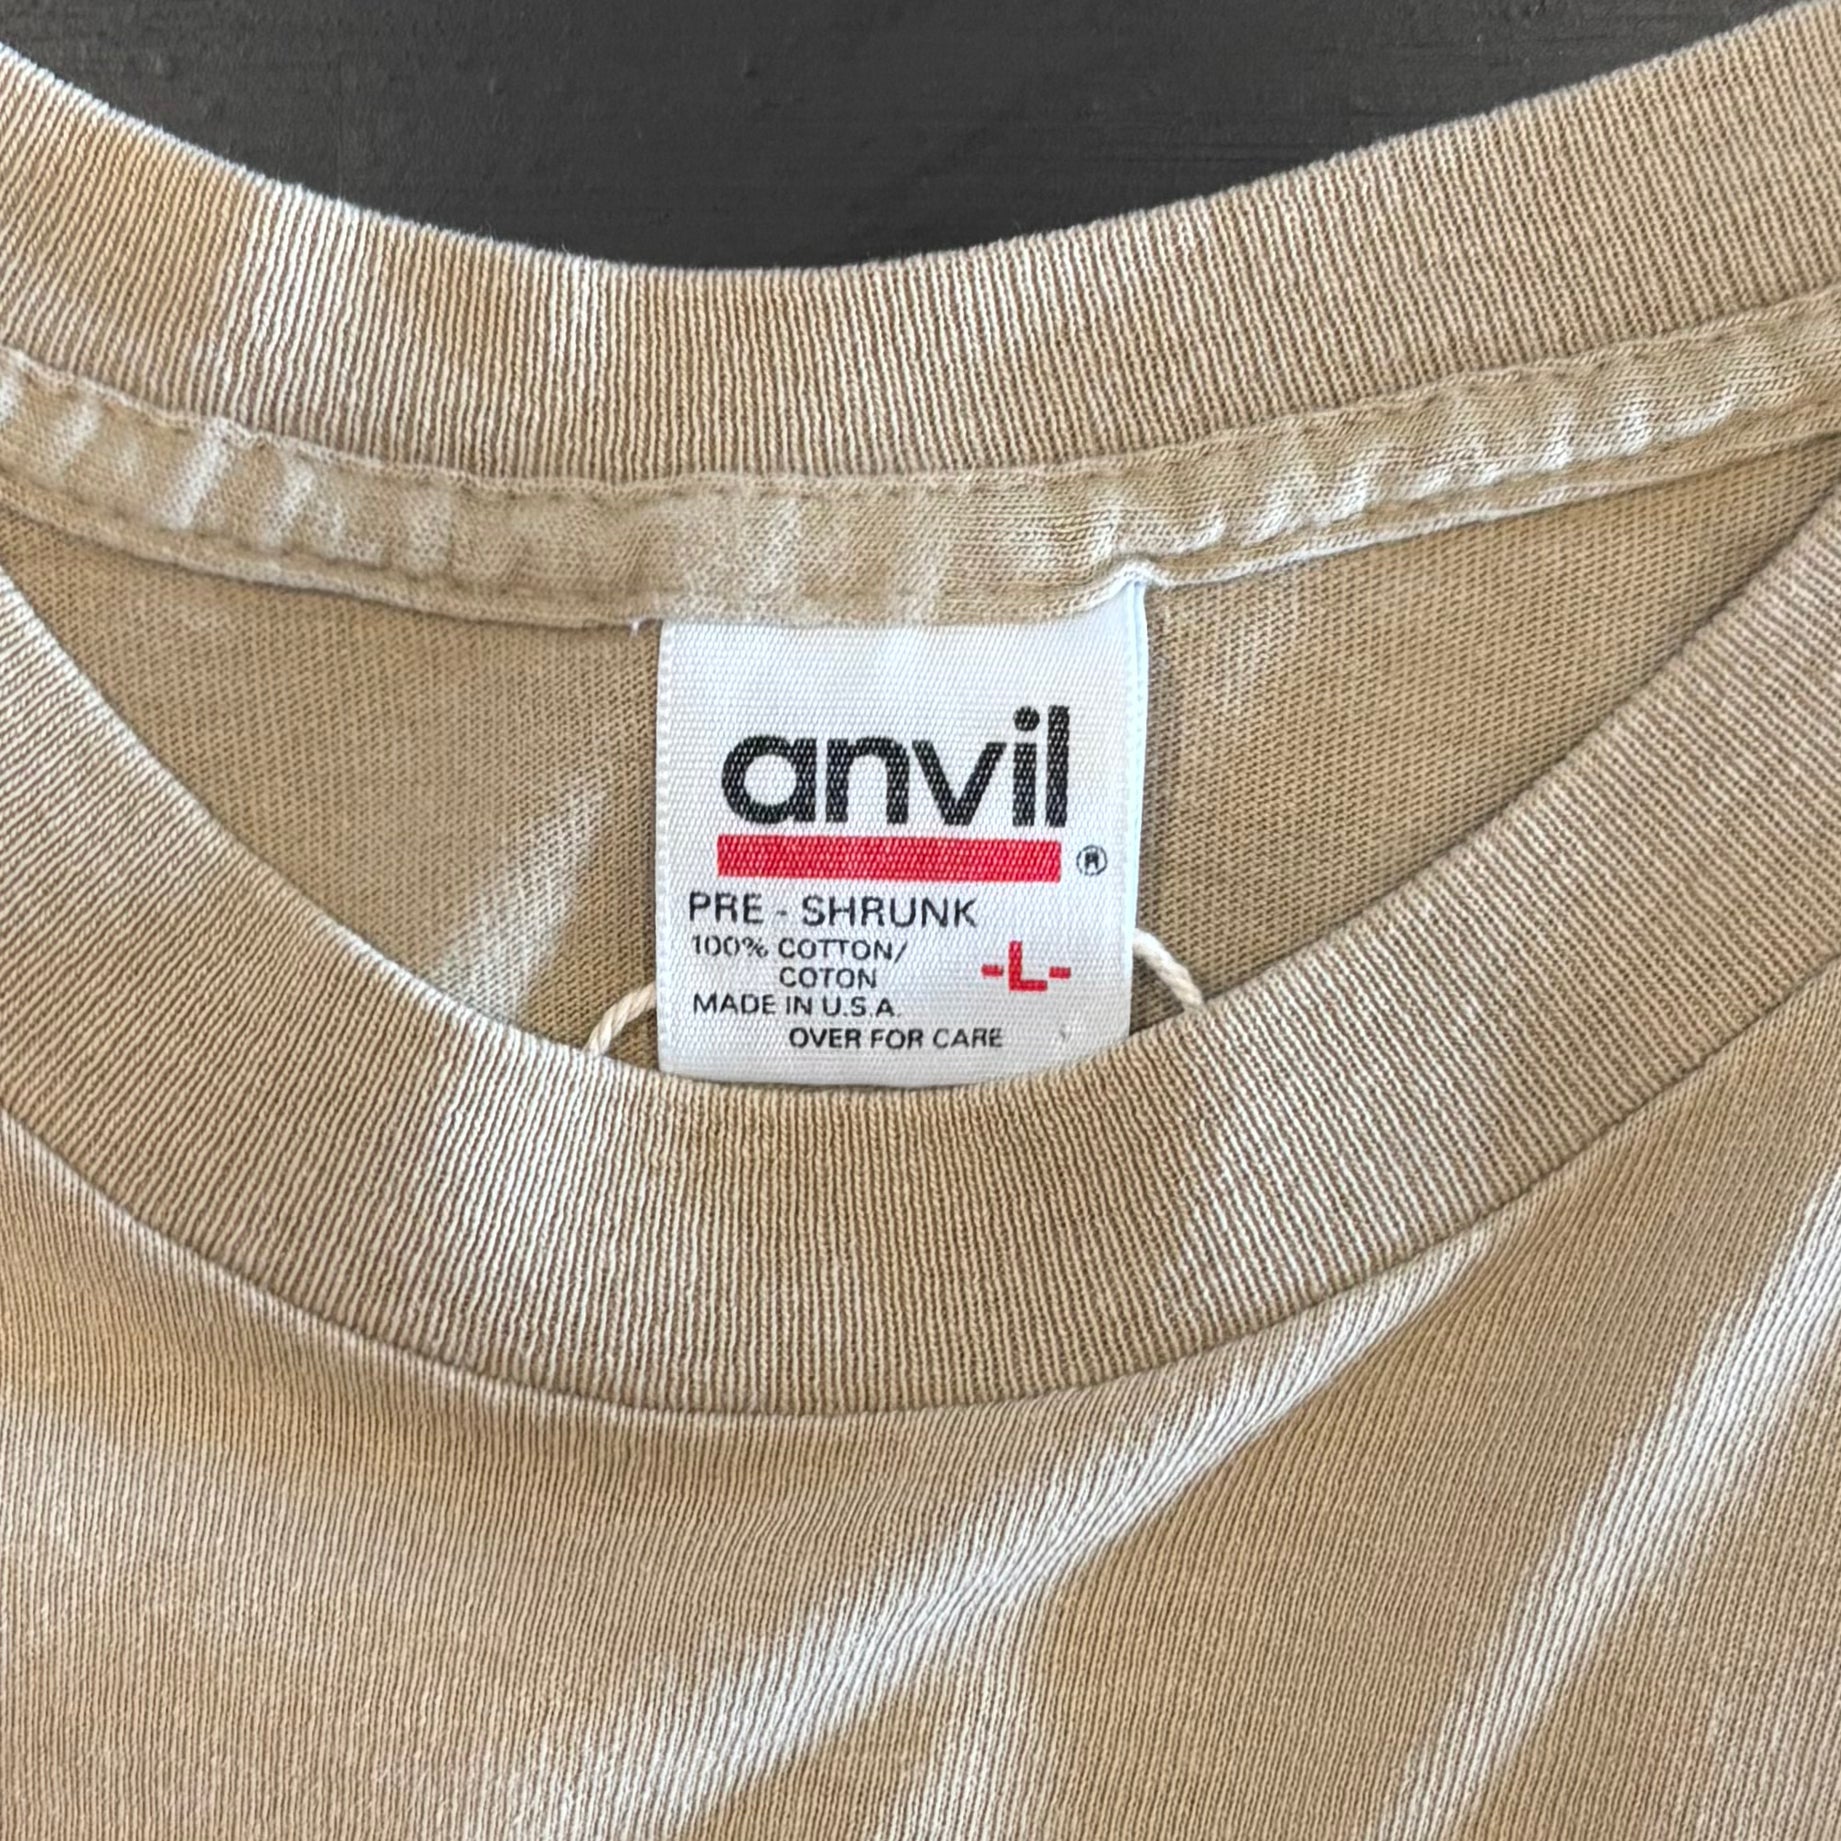 anvil®
PRE - SHRUNK
100% COTTON/
COTON
-L-
MADE IN U.S.A.
OVER FOR CARE